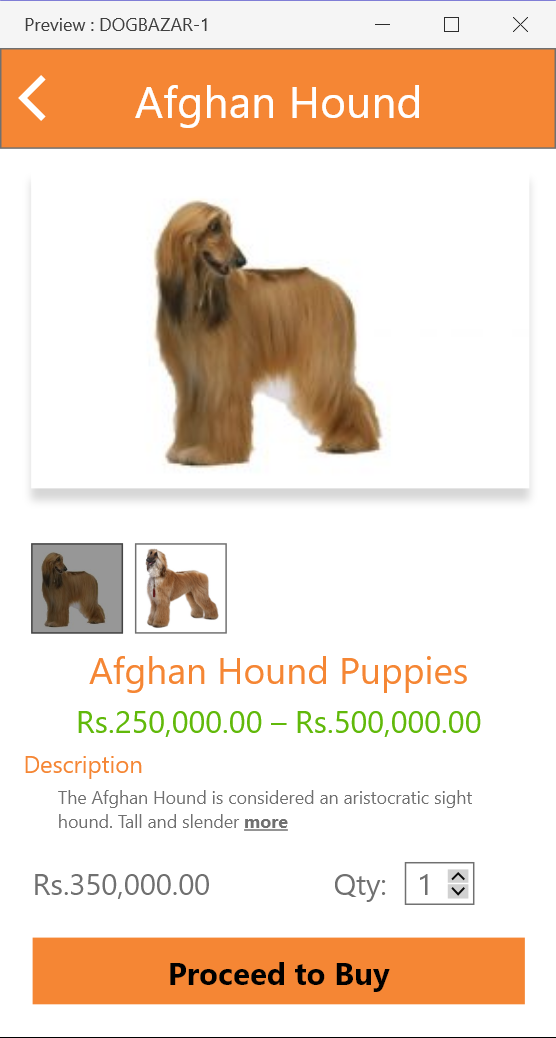 Preview : DOGBAZAR-1
Afghan Hound
Afghan Hound Puppies
Rs.250,000.00 – Rs.500,000.00
Description
The Afghan Hound is considered an aristocratic sight
hound. Tall and slender more
Rs.350,000.00 Qty: 1
Proceed to Buy